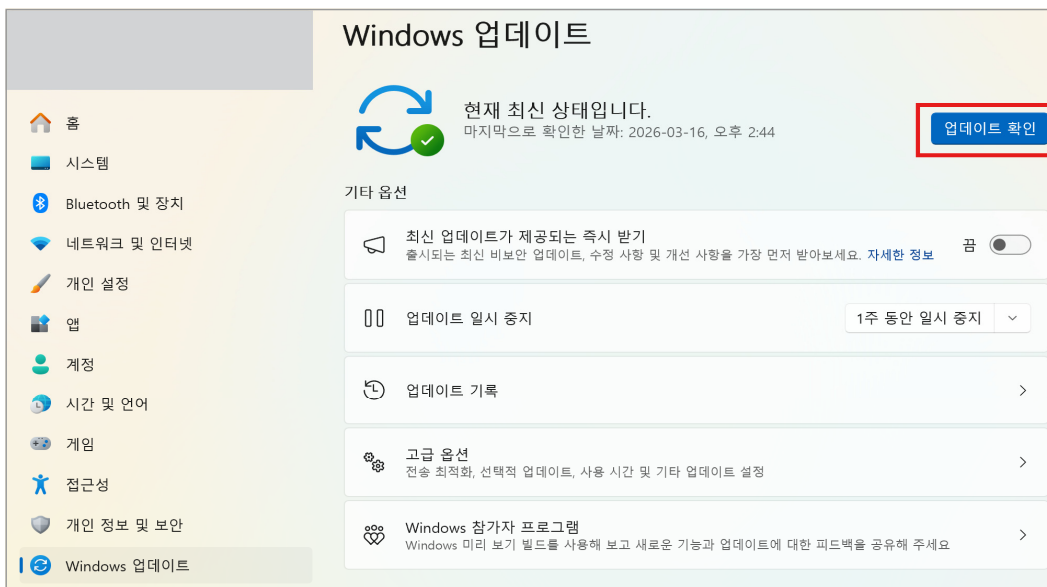 Windows 업데이트
현재 최신 상태입니다.
마지막으로 확인한 날짜: 2026-03-16, 오후 2:44
업데이트 확인
홈
시스템
Bluetooth 및 장치
네트워크 및 인터넷
개인 설정
앱
계정
시간 및 언어
게임
접근성
개인 정보 및 보안
Windows 업데이트
기타 옵션
최신 업데이트가 제공되는 즉시 받기
출시되는 최신 비보안 업데이트, 수정 사항 및 개선 사항을 가장 먼저 받아보세요. 자세한 정보
끔
업데이트 일시 중지
1주 동안 일시 중지
업데이트 기록
고급 옵션
전송 최적화, 선택적 업데이트, 사용 시간 및 기타 업데이트 설정
Windows 참가자 프로그램
Windows 미리 보기 빌드를 사용해 보고 새로운 기능과 업데이트에 대한 피드백을 공유해 주세요